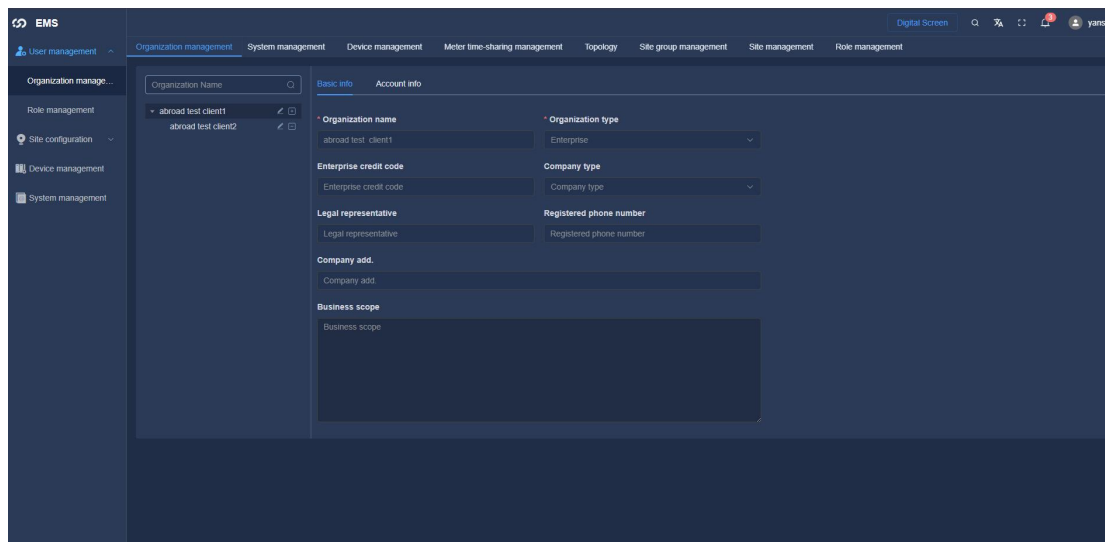 EMS
Digital Screen
3
yans
User management
Organization management System management Device management Meter time-sharing management Topology Site group management Site management Role management
Organization manage...
Role management
Site configuration
Device management
System management
Organization Name
abroad test client1
abroad test client2
Basic info Account info
* Organization name * Organization type
abroad test client1 Enterprise
Enterprise credit code Company type
Enterprise credit code Company type
Legal representative Registered phone number
Legal representative Registered phone number
Company add.
Company add.
Business scope
Business scope